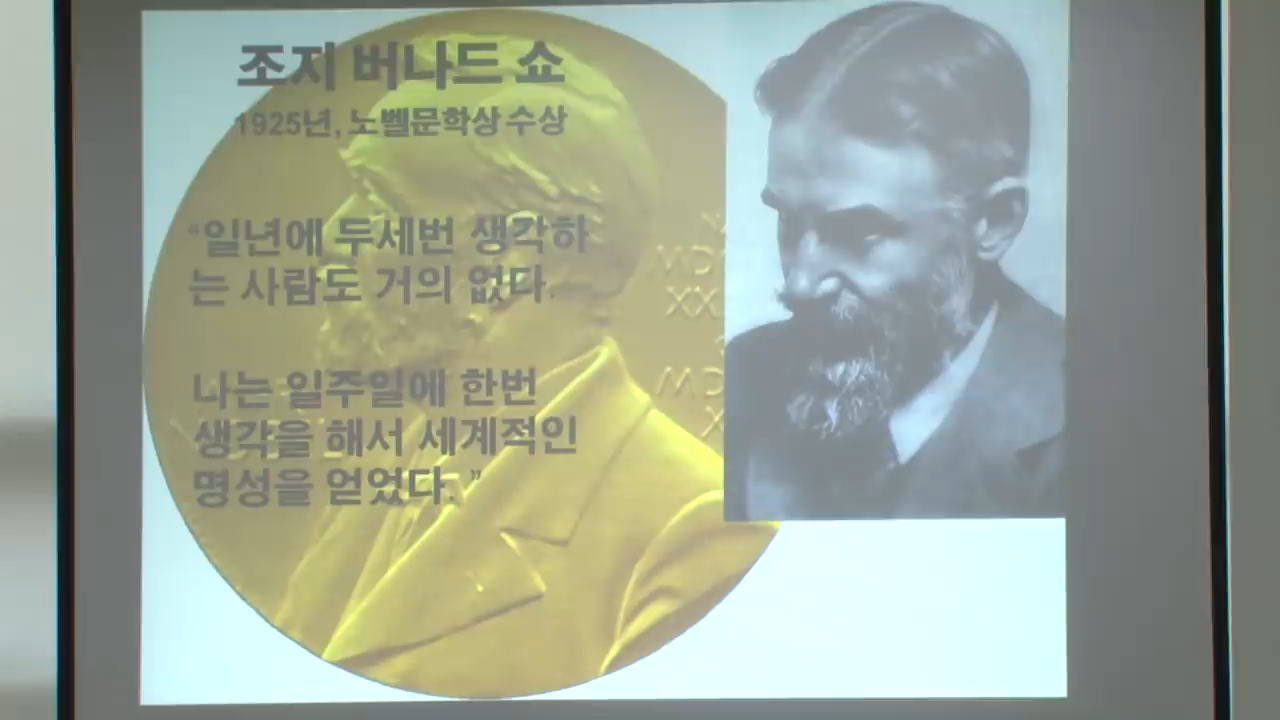 조지 버나드 쇼
1925년, 노벨문학상 수상
“일년에 두세번 생각하
는 사람도 거의 없다.
나는 일주일에 한번
생각을 해서 세계적인
명성을 얻었다. ”
MD
XX
MD
X